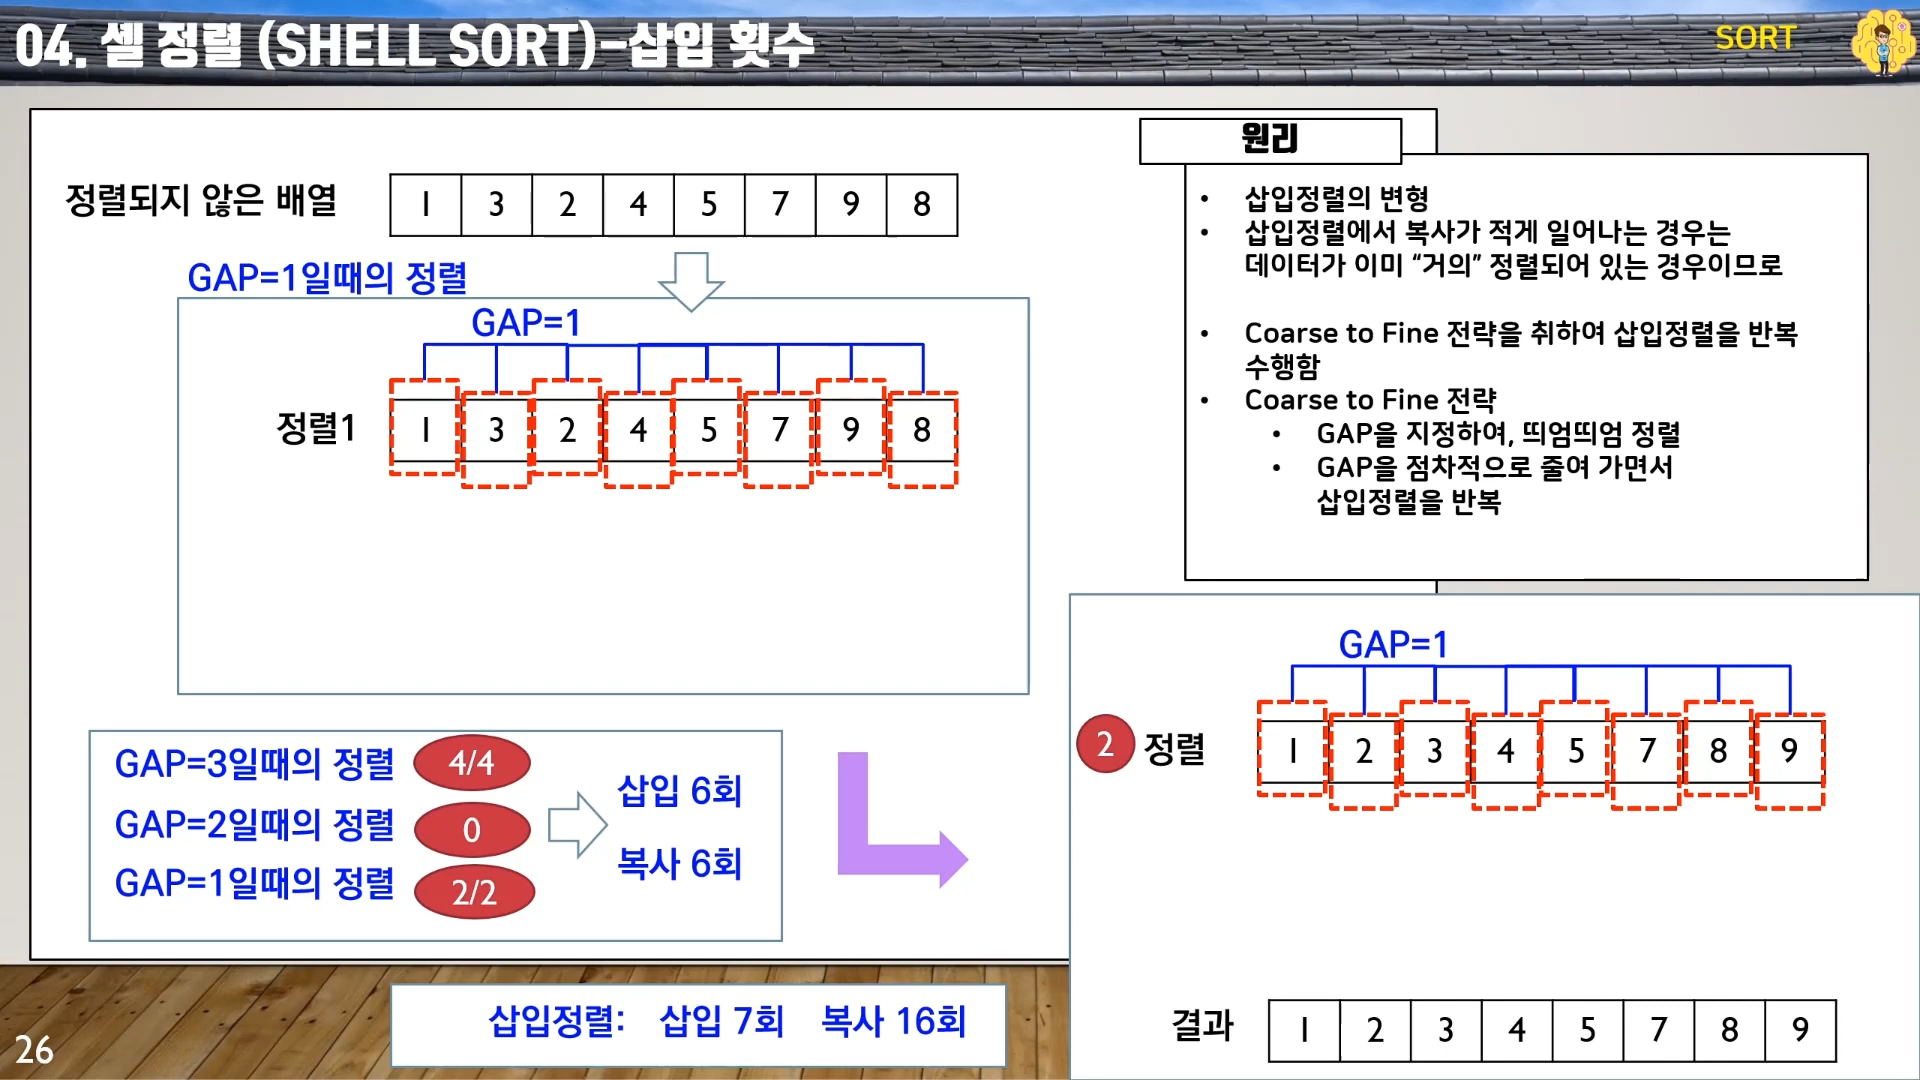 04. 셸 정렬 (SHELL SORT)-삽입 횟수
SORT
원리
• 삽입정렬의 변형
• 삽입정렬에서 복사가 적게 일어나는 경우는
데이터가 이미 “거의” 정렬되어 있는 경우이므로
• Coarse to Fine 전략을 취하여 삽입정렬을 반복
수행함
• Coarse to Fine 전략
• GAP을 지정하여, 띄엄띄엄 정렬
• GAP을 점차적으로 줄여 가면서
삽입정렬을 반복
정렬되지 않은 배열 1 3 2 4 5 7 9 8
GAP=1일때의 정렬
GAP=1
정렬1 1 3 2 4 5 7 9 8
GAP=3일때의 정렬 4/4
GAP=2일때의 정렬 0
GAP=1일때의 정렬 2/2
삽입 6회
복사 6회
GAP=1
2 정렬 1 2 3 4 5 7 8 9
결과 1 2 3 4 5 7 8 9
삽입정렬: 삽입 7회 복사 16회
26